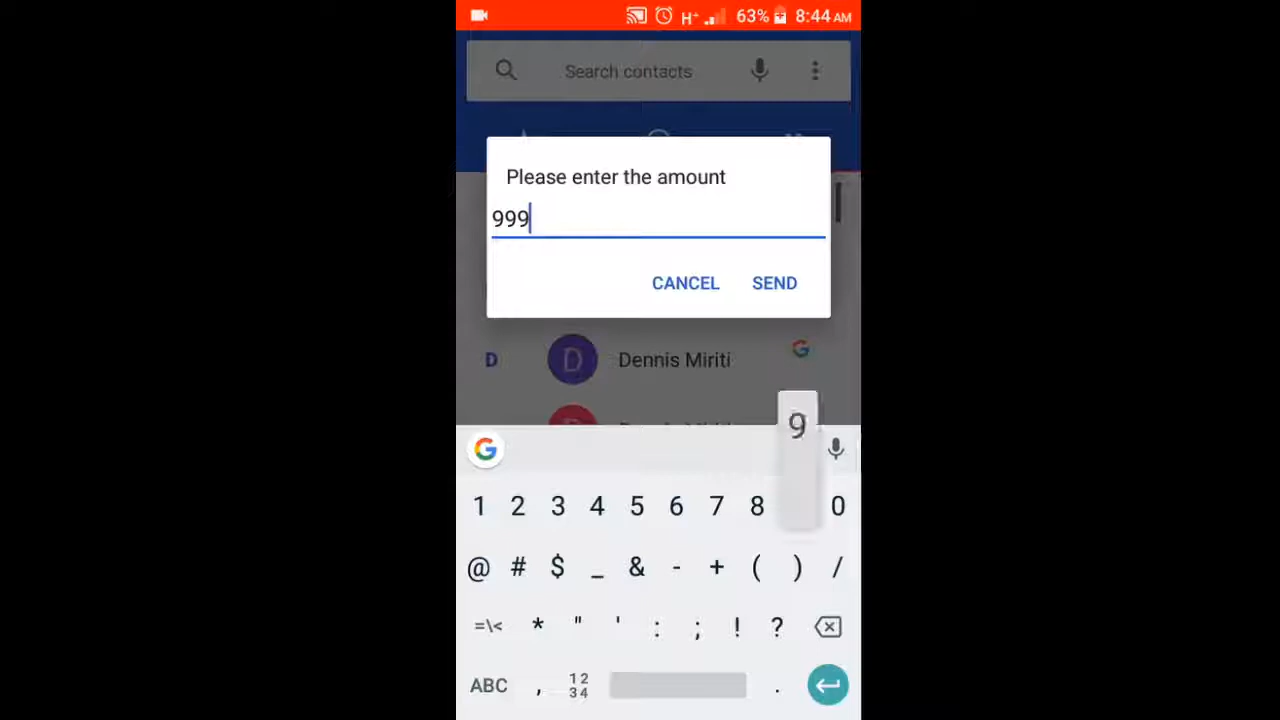 H+ 63% 8:44 AM
Search contacts
Please enter the amount
999
CANCEL SEND
D D Dennis Miriti
9
G
1 2 3 4 5 6 7 8 0
@ # $ _ & - + ( ) /
=\< * " ' : ; ! ?
ABC , 12 34 .